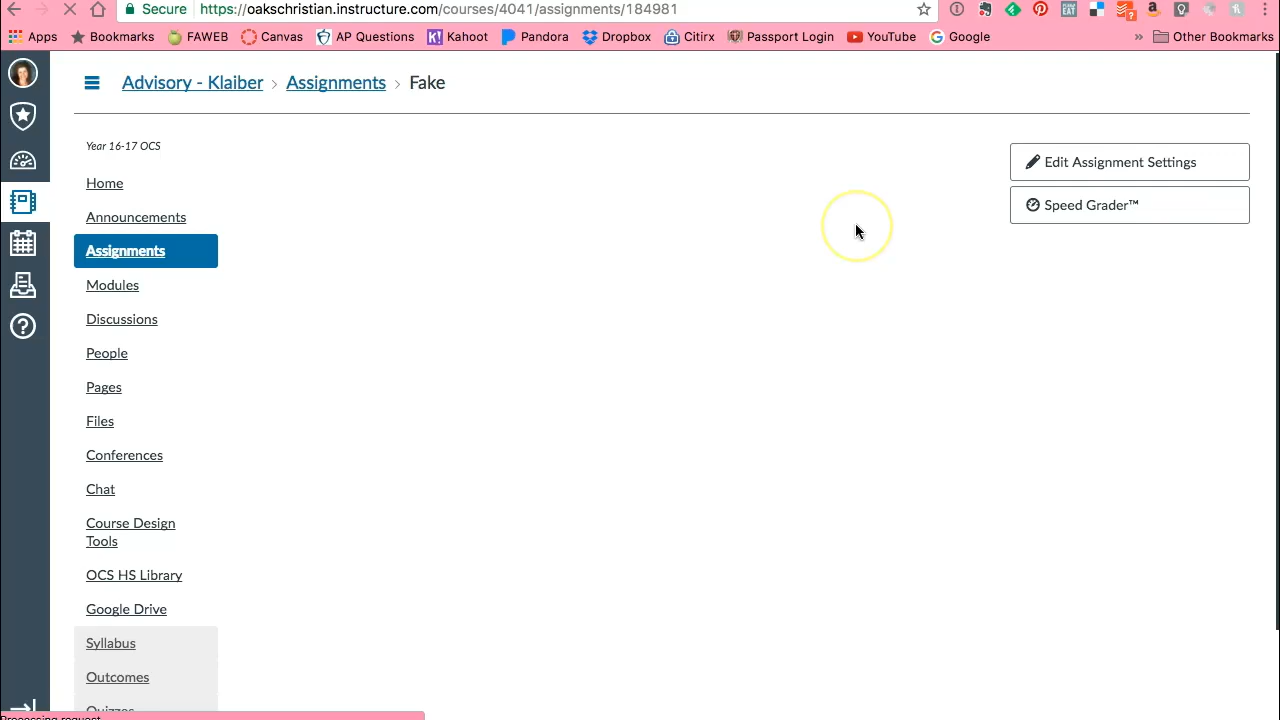 Secure https://oakschristian.instructure.com/courses/4041/assignments/184981
Apps Bookmarks FAWEB Canvas AP Questions Kahoot Pandora Dropbox Citirx Passport Login YouTube Google » Other Bookmarks
Advisory - Klaiber > Assignments > Fake
Year 16-17 OCS
Edit Assignment Settings
Speed Grader™
Home
Announcements
Assignments
Modules
Discussions
People
Pages
Files
Conferences
Chat
Course Design
Tools
OCS HS Library
Google Drive
Syllabus
Outcomes
Quizzes
Processing request